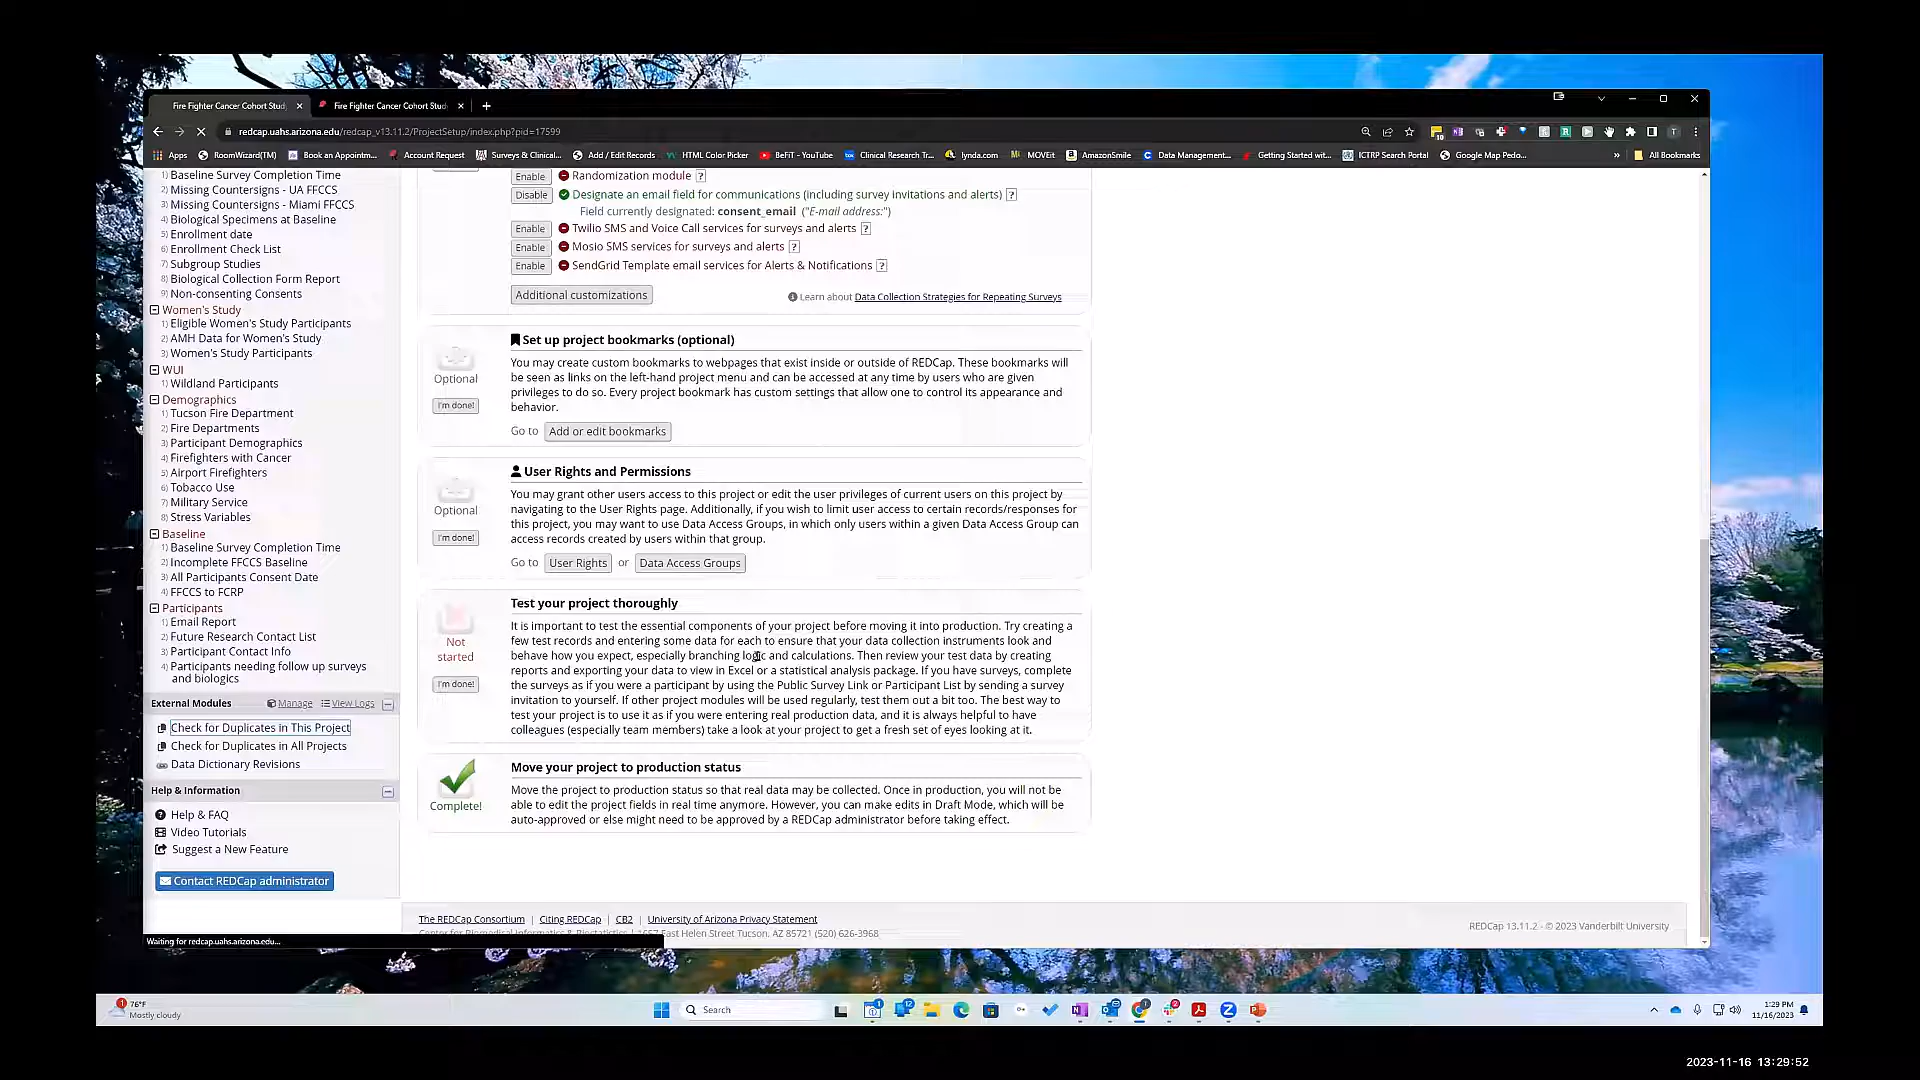 Fire Fighter Cancer Cohort Stud
Fire Fighter Cancer Cohort Stud
redcap.uahs.arizona.edu/redcap_v13.11.2/ProjectSetup/index.php?pid=17599
Apps RoomWizard(TM) Book an Appointm... Account Request Surveys & Clinical... Add / Edit Records HTML Color Picker BeFiT - YouTube Clinical Research Tr... lynda.com MOVEit AmazonSmile Data Management... Getting Started wit... ICTRP Search Portal Google Map Pedo... » All Bookmarks
1) Baseline Survey Completion Time
2) Missing Countersigns - UA FFCCS
3) Missing Countersigns - Miami FFCCS
4) Biological Specimens at Baseline
5) Enrollment date
6) Enrollment Check List
7) Subgroup Studies
8) Biological Collection Form Report
9) Non-consenting Consents
Women's Study
1) Eligible Women's Study Participants
2) AMH Data for Women's Study
3) Women's Study Participants
WUI
1) Wildland Participants
Demographics
1) Tucson Fire Department
2) Fire Departments
3) Participant Demographics
4) Firefighters with Cancer
5) Airport Firefighters
6) Tobacco Use
7) Military Service
8) Stress Variables
Baseline
1) Baseline Survey Completion Time
2) Incomplete FFCCS Baseline
3) All Participants Consent Date
4) FFCCS to FCRP
Participants
1) Email Report
2) Future Research Contact List
3) Participant Contact Info
4) Participants needing follow up surveys
and biologics
External Modules Manage View Logs
Check for Duplicates in This Project
Check for Duplicates in All Projects
Data Dictionary Revisions
Help & Information
Help & FAQ
Video Tutorials
Suggest a New Feature
Contact REDCap administrator
Waiting for redcap.uahs.arizona.edu...
Enable Randomization module ?
Disable Designate an email field for communications (including survey invitations and alerts) ?
Field currently designated: consent_email ("E-mail address:")
Enable Twilio SMS and Voice Call services for surveys and alerts ?
Enable Mosio SMS services for surveys and alerts ?
Enable SendGrid Template email services for Alerts & Notifications ?
Additional customizations Learn about Data Collection Strategies for Repeating Surveys
Optional
I'm done!
Set up project bookmarks (optional)
You may create custom bookmarks to webpages that exist inside or outside of REDCap. These bookmarks will
be seen as links on the left-hand project menu and can be accessed at any time by users who are given
privileges to do so. Every project bookmark has custom settings that allow one to control its appearance and
behavior.
Go to Add or edit bookmarks
Optional
I'm done!
User Rights and Permissions
You may grant other users access to this project or edit the user privileges of current users on this project by
navigating to the User Rights page. Additionally, if you wish to limit user access to certain records/responses for
this project, you may want to use Data Access Groups, in which only users within a given Data Access Group can
access records created by users within that group.
Go to User Rights or Data Access Groups
Not
started
I'm done!
Test your project thoroughly
It is important to test the essential components of your project before moving it into production. Try creating a
few test records and entering some data for each to ensure that your data collection instruments look and
behave how you expect, especially branching logic and calculations. Then review your test data by creating
reports and exporting your data to view in Excel or a statistical analysis package. If you have surveys, complete
the surveys as if you were a participant by using the Public Survey Link or Participant List by sending a survey
invitation to yourself. If other project modules will be used regularly, test them out a bit too. The best way to
test your project is to use it as if you were entering real production data, and it is always helpful to have
colleagues (especially team members) take a look at your project to get a fresh set of eyes looking at it.
Complete!
Move your project to production status
Move the project to production status so that real data may be collected. Once in production, you will not be
able to edit the project fields in real time anymore. However, you can make edits in Draft Mode, which will be
auto-approved or else might need to be approved by a REDCap administrator before taking effect.
The REDCap Consortium | Citing REDCap | CB2 | University of Arizona Privacy Statement
Center for Biomedical Informatics & Biostatistics | 1657 East Helen Street Tucson, AZ 85721 (520) 626-3968
REDCap 13.11.2 - © 2023 Vanderbilt University
76°F
Mostly cloudy
Search
1:29 PM
11/16/2023
2023-11-16 13:29:52